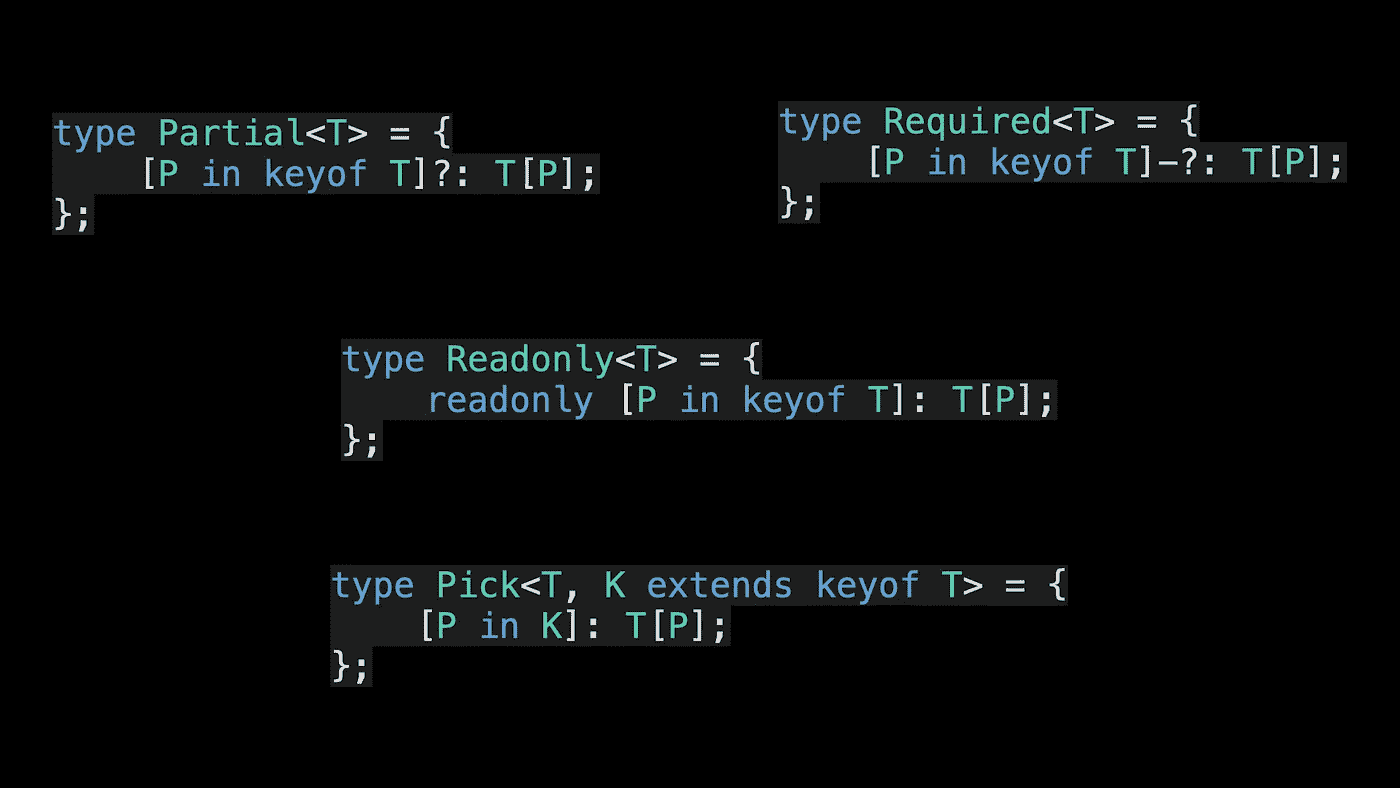 type Partial<T> = {
    [P in keyof T]?: T[P];
};
type Required<T> = {
    [P in keyof T]-?: T[P];
};
type Readonly<T> = {
    readonly [P in keyof T]: T[P];
};
type Pick<T, K extends keyof T> = {
    [P in K]: T[P];
};